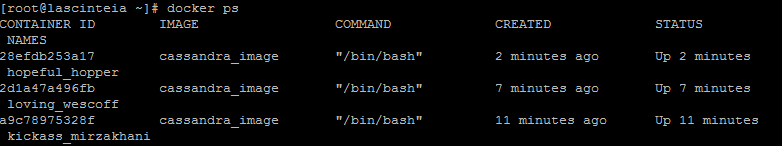 [root@lascinteia ~]# docker ps
CONTAINER ID        IMAGE               COMMAND             CREATED             STATUS
 NAMES
28efdb253a17        cassandra_image     "/bin/bash"         2 minutes ago       Up 2 minutes
 hopeful_hopper
2d1a47a496fb        cassandra_image     "/bin/bash"         7 minutes ago       Up 7 minutes
 loving_wescoff
a9c78975328f        cassandra_image     "/bin/bash"         11 minutes ago      Up 11 minutes
 kickass_mirzakhani